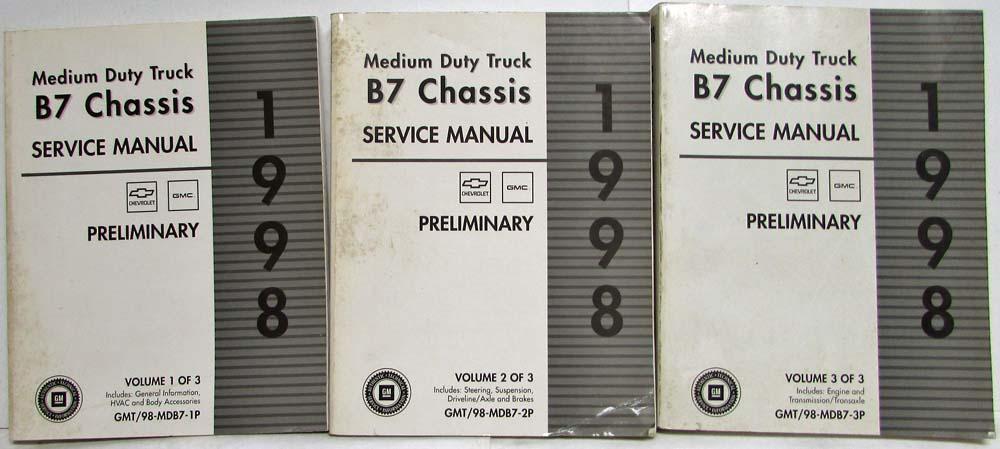 Medium Duty Truck
B7 Chassis
SERVICE MANUAL
CHEVROLET
GMC
PRELIMINARY
1
9
9
8
VOLUME 1 OF 3
Includes: General Information,
HVAC and Body Accessories
GMT/98-MDB7-1P
GM
Medium Duty Truck
B7 Chassis
SERVICE MANUAL
CHEVROLET
GMC
PRELIMINARY
1
9
9
8
VOLUME 2 OF 3
Includes: Steering, Suspension,
Driveline/Axle and Brakes
GMT/98-MDB7-2P
GM
Medium Duty Truck
B7 Chassis
SERVICE MANUAL
CHEVROLET
GMC
PRELIMINARY
1
9
9
8
VOLUME 3 OF 3
Includes: Engine and
Transmission/Transaxle
GMT/98-MDB7-3P
GM